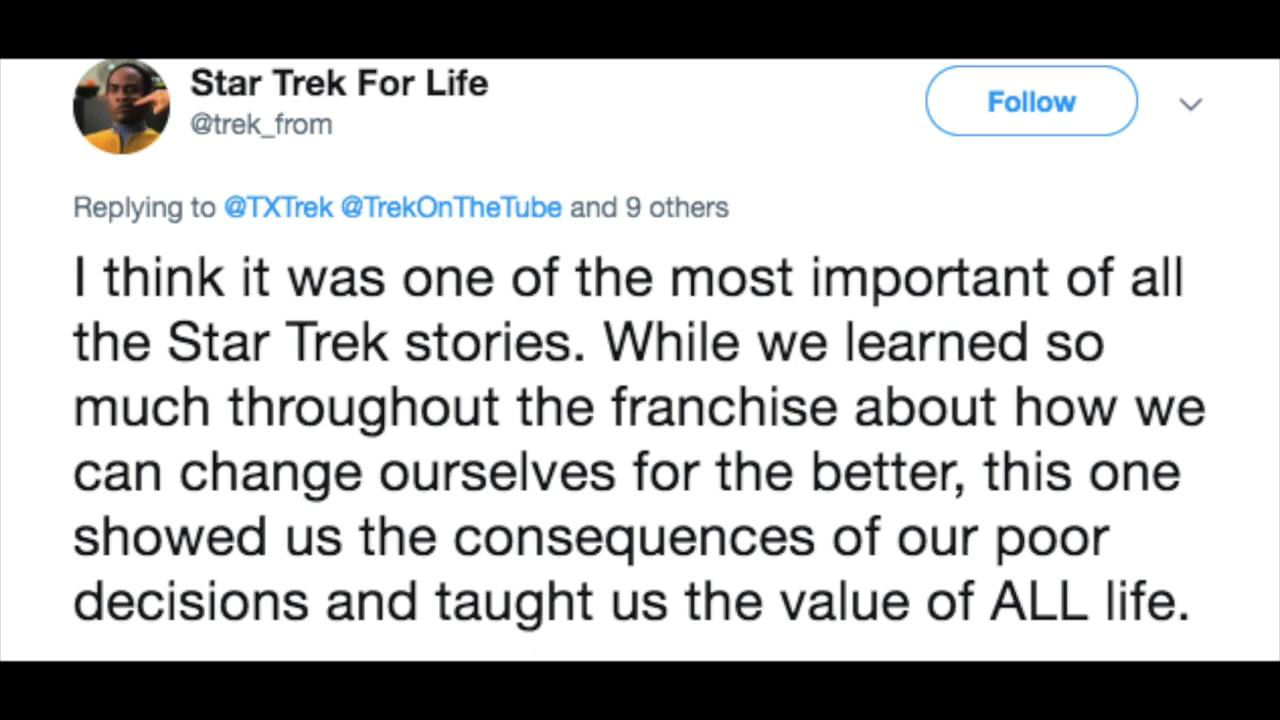 Star Trek For Life
@trek_from
Follow
Replying to @TXTrek @TrekOnTheTube and 9 others
I think it was one of the most important of all
the Star Trek stories. While we learned so
much throughout the franchise about how we
can change ourselves for the better, this one
showed us the consequences of our poor
decisions and taught us the value of ALL life.